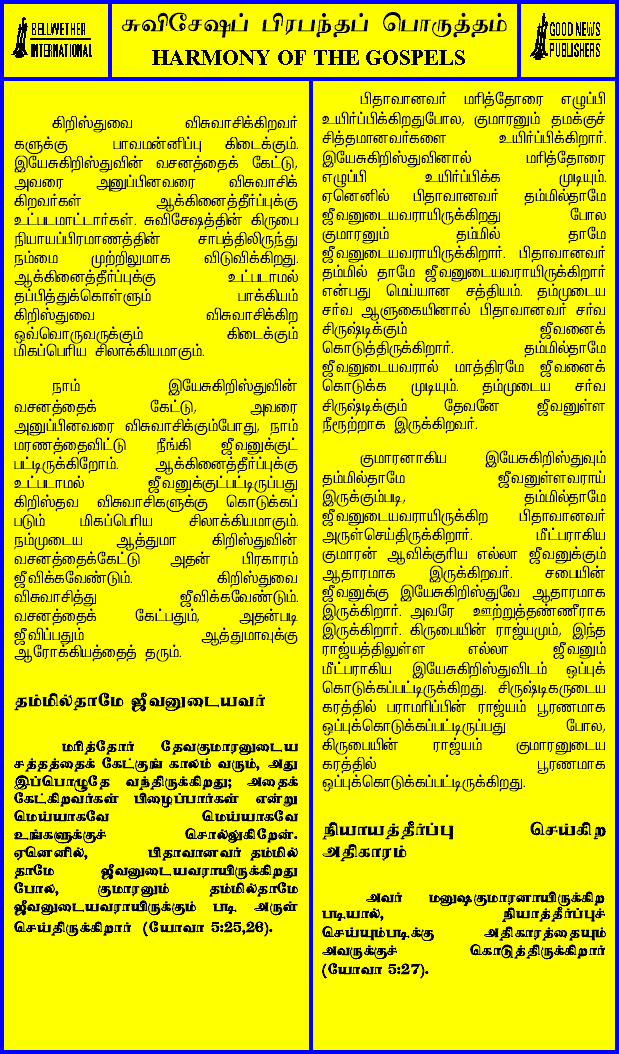 BELLWETHER
INTERNATIONAL
சுவிசேஷப் பிரபந்தப் பொருத்தம்
HARMONY OF THE GOSPELS
GOOD NEWS
PUBLISHERS
கிறிஸ்துவை விசுவாசிக்கிறவர்
களுக்கு பாவமன்னிப்பு கிடைக்கும்.
இயேசுகிறிஸ்துவின் வசனத்தைக் கேட்டு,
அவரை அனுப்பினவரை விசுவாசிக்
கிறவர்கள் ஆக்கினைத்தீர்ப்புக்கு
உட்படமாட்டார்கள். சுவிசேஷத்தின் கிருபை
நியாயப்பிரமாணத்தின் சாபத்திலிருந்து
நம்மை முற்றிலுமாக விடுவிக்கிறது.
ஆக்கினைத்தீர்ப்புக்கு உட்படாமல்
தப்பித்துக்கொள்ளும் பாக்கியம்
கிறிஸ்துவை விசுவாசிக்கிற
ஒவ்வொருவருக்கும் கிடைக்கும்
மிகப்பெரிய சிலாக்கியமாகும்.
நாம் இயேசுகிறிஸ்துவின்
வசனத்தைக் கேட்டு, அவரை
அனுப்பினவரை விசுவாசிக்கும்போது, நாம்
மரணத்தைவிட்டு நீங்கி ஜீவனுக்குட்
பட்டிருக்கிறோம். ஆக்கினைத்தீர்ப்புக்கு
உட்படாமல் ஜீவனுக்குட்பட்டிருப்பது
கிறிஸ்தவ விசுவாசிகளுக்கு கொடுக்கப்
படும் மிகப்பெரிய சிலாக்கியமாகும்.
நம்முடைய ஆத்துமா கிறிஸ்துவின்
வசனத்தைக்கேட்டு அதன் பிரகாரம்
ஜீவிக்கவேண்டும். கிறிஸ்துவை
விசுவாசித்து ஜீவிக்கவேண்டும்.
வசனத்தைக் கேட்பதும், அதன்படி
ஜீவிப்பதும் ஆத்துமாவுக்கு
ஆரோக்கியத்தைத் தரும்.
தம்மில்தாமே ஜீவனுடையவர்
மரித்தோர் தேவகுமாரனுடைய
சத்தத்தைக் கேட்குங் காலம் வரும், அது
இப்பொழுதே வந்திருக்கிறது; அதைக்
கேட்கிறவர்கள் பிழைப்பார்கள் என்று
மெய்யாகவே மெய்யாகவே
உங்களுக்குச் சொல்லுகிறேன்.
ஏனெனில், பிதாவானவர் தம்மில்
தாமே ஜீவனுடையவராயிருக்கிறது
போல, குமாரனும் தம்மில்தாமே
ஜீவனுடையவராயிருக்கும் படி அருள்
செய்திருக்கிறார் (யோவா 5:25,26).
பிதாவானவர் மரித்தோரை எழுப்பி
உயிர்ப்பிக்கிறதுபோல, குமாரனும் தமக்குச்
சித்தமானவர்களை உயிர்ப்பிக்கிறார்.
இயேசுகிறிஸ்துவினால் மரித்தோரை
எழுப்பி உயிர்ப்பிக்க முடியும்.
ஏனெனில் பிதாவானவர் தம்மில்தாமே
ஜீவனுடையவராயிருக்கிறது போல
குமாரனும் தம்மில் தாமே
ஜீவனுடையவராயிருக்கிறார். பிதாவானவர்
தம்மில் தாமே ஜீவனுடையவராயிருக்கிறார்
என்பது மெய்யான சத்தியம். தம்முடைய
சர்வ ஆளுகையினால் பிதாவானவர் சர்வ
சிருஷ்டிக்கும் ஜீவனைக்
கொடுத்திருக்கிறார். தம்மில்தாமே
ஜீவனுடையவரால் மாத்திரமே ஜீவனைக்
கொடுக்க முடியும். தம்முடைய சர்வ
சிருஷ்டிக்கும் தேவனே ஜீவனுள்ள
நீரூற்றாக இருக்கிறவர்.
குமாரனாகிய இயேசுகிறிஸ்துவும்
தம்மில்தாமே ஜீவனுள்ளவராய்
இருக்கும்படி, தம்மில்தாமே
ஜீவனுடையவராயிருக்கிற பிதாவானவர்
அருள்செய்திருக்கிறார். மீட்பராகிய
குமாரன் ஆவிக்குரிய எல்லா ஜீவனுக்கும்
ஆதாரமாக இருக்கிறவர். சபையின்
ஜீவனுக்கு இயேசுகிறிஸ்துவே ஆதாரமாக
இருக்கிறார். அவரே ஊற்றுத்தண்ணீராக
இருக்கிறார். கிருபையின் ராஜ்யமும், இந்த
ராஜ்யத்திலுள்ள எல்லா ஜீவனும்
மீட்பராகிய இயேசுகிறிஸ்துவிடம் ஒப்புக்
கொடுக்கப்பட்டிருக்கிறது. சிருஷ்டிகருடைய
கரத்தில் பராமரிப்பின் ராஜ்யம் பூரணமாக
ஒப்புக்கொடுக்கப்பட்டிருப்பது போல,
கிருபையின் ராஜ்யம் குமாரனுடைய
கரத்தில் பூரணமாக
ஒப்புக்கொடுக்கப்பட்டிருக்கிறது.
நியாயத்தீர்ப்பு செய்கிற
அதிகாரம்
அவர் மனுஷகுமாரனாயிருக்கிற
படியால், நியாத்தீர்ப்புச்
செய்யும்படிக்கு அதிகாரத்தையும்
அவருக்குச் கொடுத்திருக்கிறார்
(யோவா 5:27).